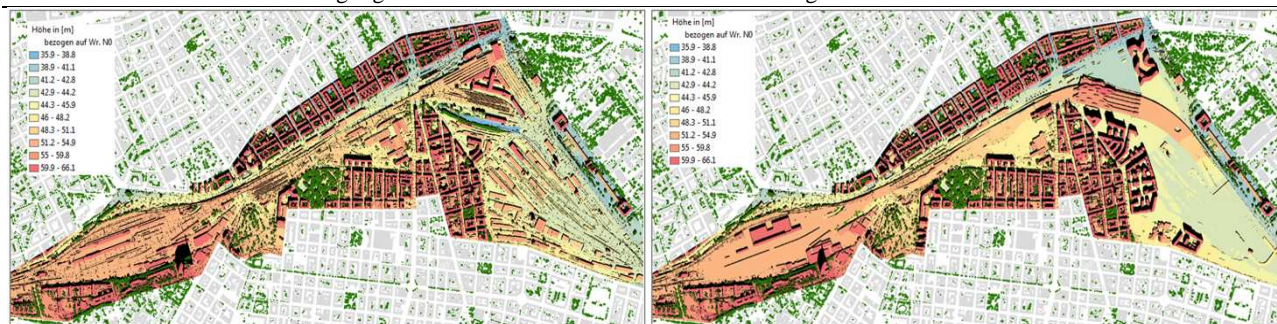 Höhe in [m]
bezogen auf Wr. N0
35.9 - 38.8
38.9 - 41.1
41.2 - 42.8
42.9 - 44.2
44.3 - 45.9
46 - 48.2
48.3 - 51.1
51.2 - 54.9
55 - 59.8
59.9 - 66.1
Höhe in [m]
bezogen auf Wr. N0
35.9 - 38.8
38.9 - 41.1
41.2 - 42.8
42.9 - 44.2
44.3 - 45.9
46 - 48.2
48.3 - 51.1
51.2 - 54.9
55 - 59.8
59.9 - 66.1